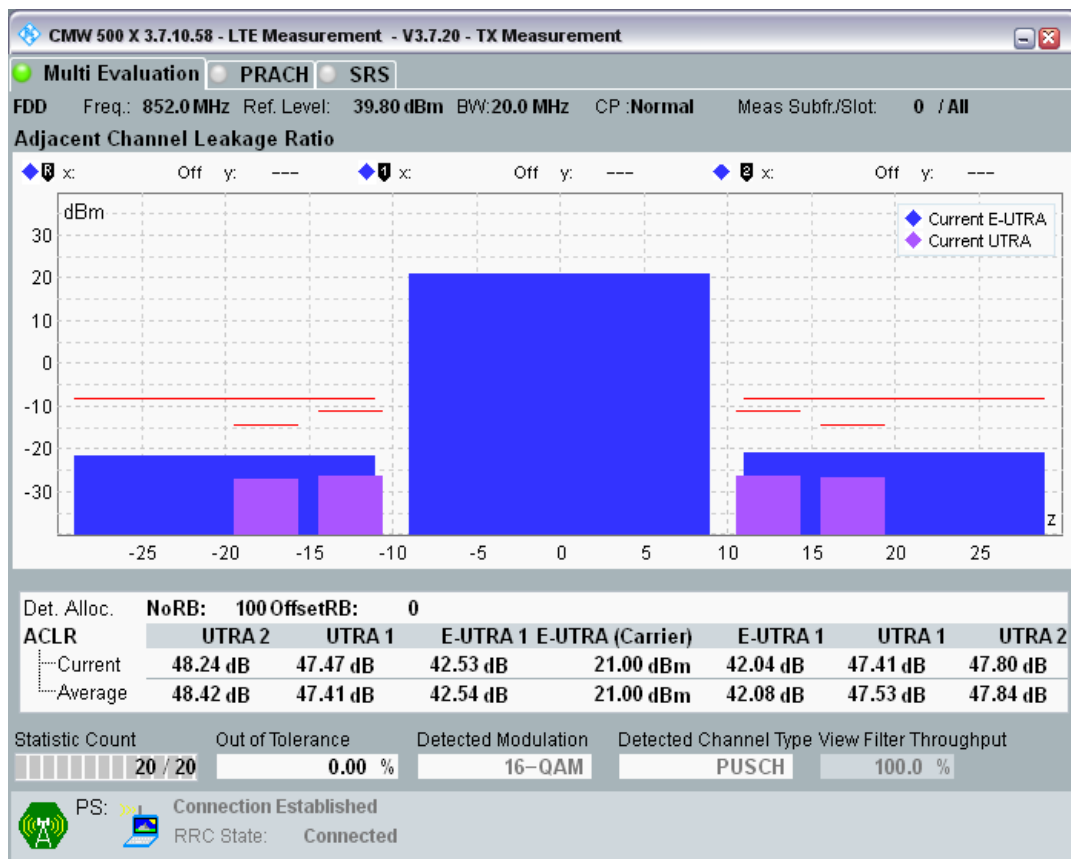 CMW 500 X 3.7.10.58 - LTE Measurement - V3.7.20 - TX Measurement
Multi Evaluation PRACH SRS
FDD Freq.: 852.0 MHz Ref. Level: 39.80 dBm BW:20.0 MHz CP :Normal Meas Subfr./Slot: 0 / All
Adjacent Channel Leakage Ratio
R x: Off y: --- 1 x: Off y: --- 2 x: Off y: ---
dBm
Current E-UTRA
Current UTRA
30
20
10
0
-10
-20
-30
z
-25 -20 -15 -10 -5 0 5 10 15 20 25
Det. Alloc. NoRB: 100 OffsetRB: 0
ACLR UTRA 2 UTRA 1 E-UTRA 1 E-UTRA (Carrier) E-UTRA 1 UTRA 1 UTRA 2
Current 48.24 dB 47.47 dB 42.53 dB 21.00 dBm 42.04 dB 47.41 dB 47.80 dB
Average 48.42 dB 47.41 dB 42.54 dB 21.00 dBm 42.08 dB 47.53 dB 47.84 dB
Statistic Count Out of Tolerance Detected Modulation Detected Channel Type View Filter Throughput
20 / 20 0.00 % 16-QAM PUSCH 100.0 %
PS: Connection Established
RRC State: Connected